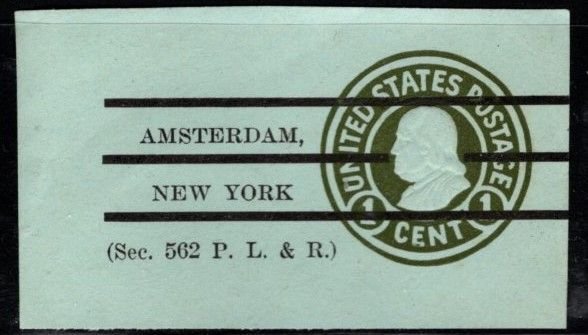 AMSTERDAM,
NEW YORK
(Sec. 562 P. L. & R.)
UNITED STATES POSTAGE
1 CENT 1